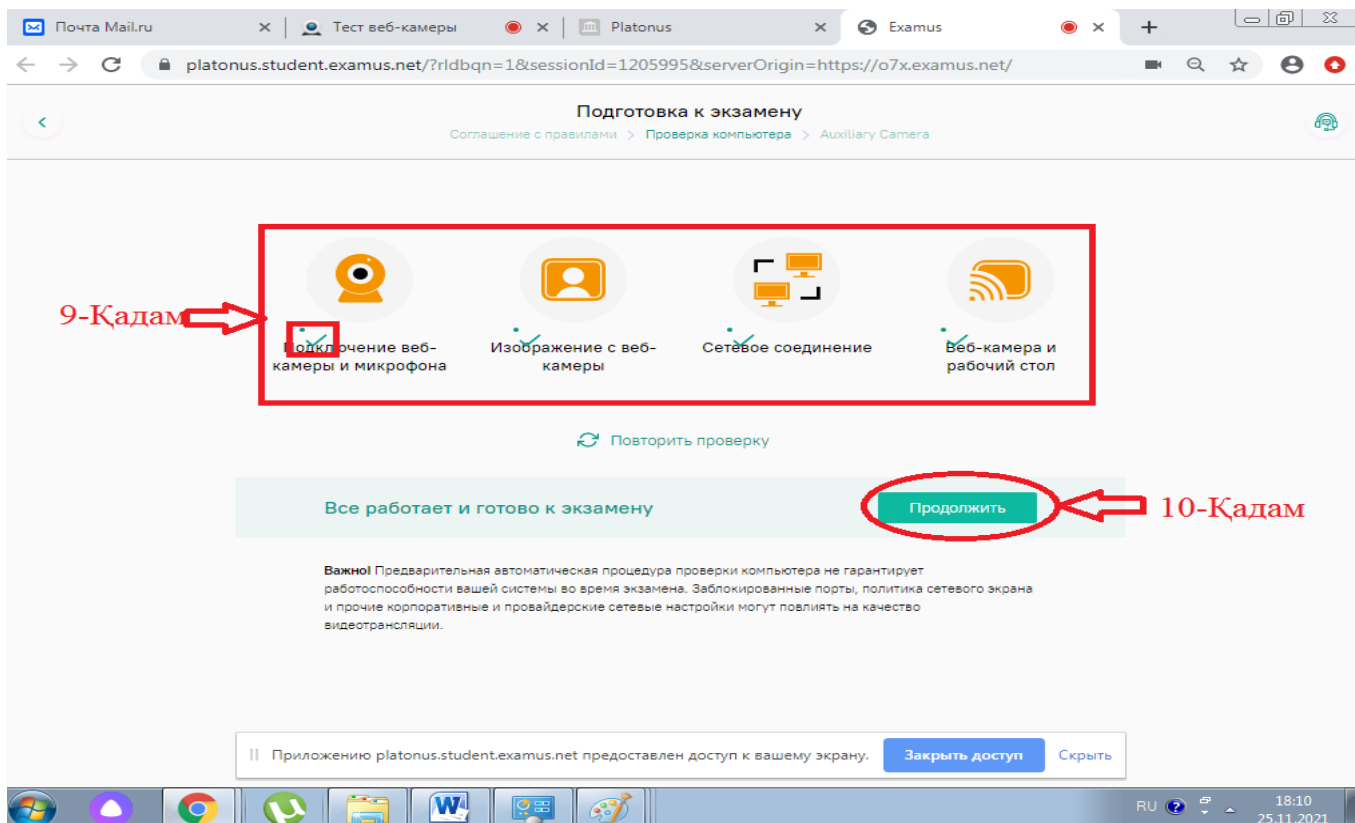 Почта Mail.ru
Тест веб-камеры
Platonus
Examus
platonus.student.examus.net/?rldbqn=1&sessionId=1205995&serverOrigin=https://o7x.examus.net/
Подготовка к экзамену
Соглашение с правилами > Проверка компьютера > Auxiliary Camera
9-Қадам
Подключение веб-камеры и микрофона
Изображение с веб-камеры
Сетевое соединение
Веб-камера и рабочий стол
Повторить проверку
Все работает и готово к экзамену
Продолжить
10-Қадам
Важно! Предварительная автоматическая процедура проверки компьютера не гарантирует
работоспособности вашей системы во время экзамена. Заблокированные порты, политика сетевого экрана
и прочие корпоративные и провайдерские сетевые настройки могут повлиять на качество
видеотрансляции.
Приложению platonus.student.examus.net предоставлен доступ к вашему экрану.
Закрыть доступ
Скрыть
RU
18:10
25.11.2021